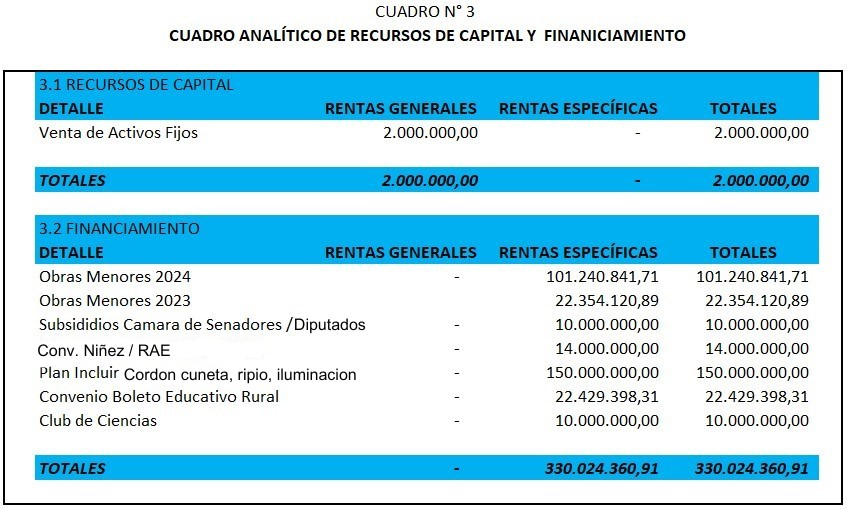 CUADRO N° 3
CUADRO ANALÍTICO DE RECURSOS DE CAPITAL Y FINANICIAMIENTO
3.1 RECURSOS DE CAPITAL
DETALLE RENTAS GENERALES RENTAS ESPECÍFICAS TOTALES
Venta de Activos Fijos 2.000.000,00 - 2.000.000,00
TOTALES 2.000.000,00 - 2.000.000,00
3.2 FINANCIAMIENTO
DETALLE RENTAS GENERALES RENTAS ESPECÍFICAS TOTALES
Obras Menores 2024 - 101.240.841,71 101.240.841,71
Obras Menores 2023 22.354.120,89 22.354.120,89
Subsididios Camara de Senadores /Diputados - 10.000.000,00 10.000.000,00
Conv. Niñez / RAE - 14.000.000,00 14.000.000,00
Plan Incluir Cordon cuneta, ripio, iluminacion - 150.000.000,00 150.000.000,00
Convenio Boleto Educativo Rural - 22.429.398,31 22.429.398,31
Club de Ciencias - 10.000.000,00 10.000.000,00
TOTALES - 330.024.360,91 330.024.360,91